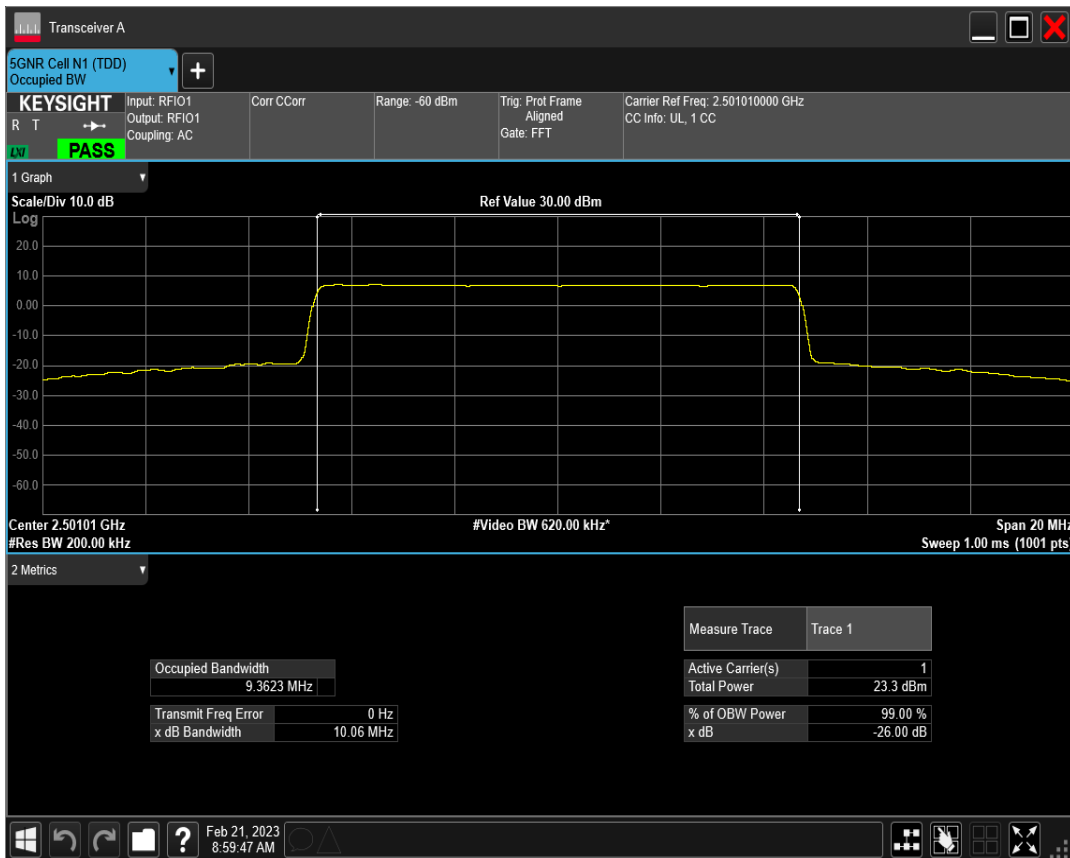 Transceiver A
5GNR Cell N1 (TDD)
Occupied BW
+
KEYSIGHT
R T
LXI
PASS
Input: RFIO1
Output: RFIO1
Coupling: AC
Corr CCorr
Range: -60 dBm
Trig: Prot Frame
Aligned
Gate: FFT
Carrier Ref Freq: 2.501010000 GHz
CC Info: UL, 1 CC
1 Graph
Scale/Div 10.0 dB
Ref Value 30.00 dBm
Log
20.0
10.0
0.00
-10.0
-20.0
-30.0
-40.0
-50.0
-60.0
Center 2.50101 GHz
#Video BW 620.00 kHz*
Span 20 MHz
#Res BW 200.00 kHz
Sweep 1.00 ms (1001 pts)
2 Metrics
Measure Trace
Trace 1
Occupied Bandwidth
9.3623 MHz
Active Carrier(s) 1
Total Power 23.3 dBm
Transmit Freq Error 0 Hz
x dB Bandwidth 10.06 MHz
% of OBW Power 99.00 %
x dB -26.00 dB
?
Feb 21, 2023
8:59:47 AM